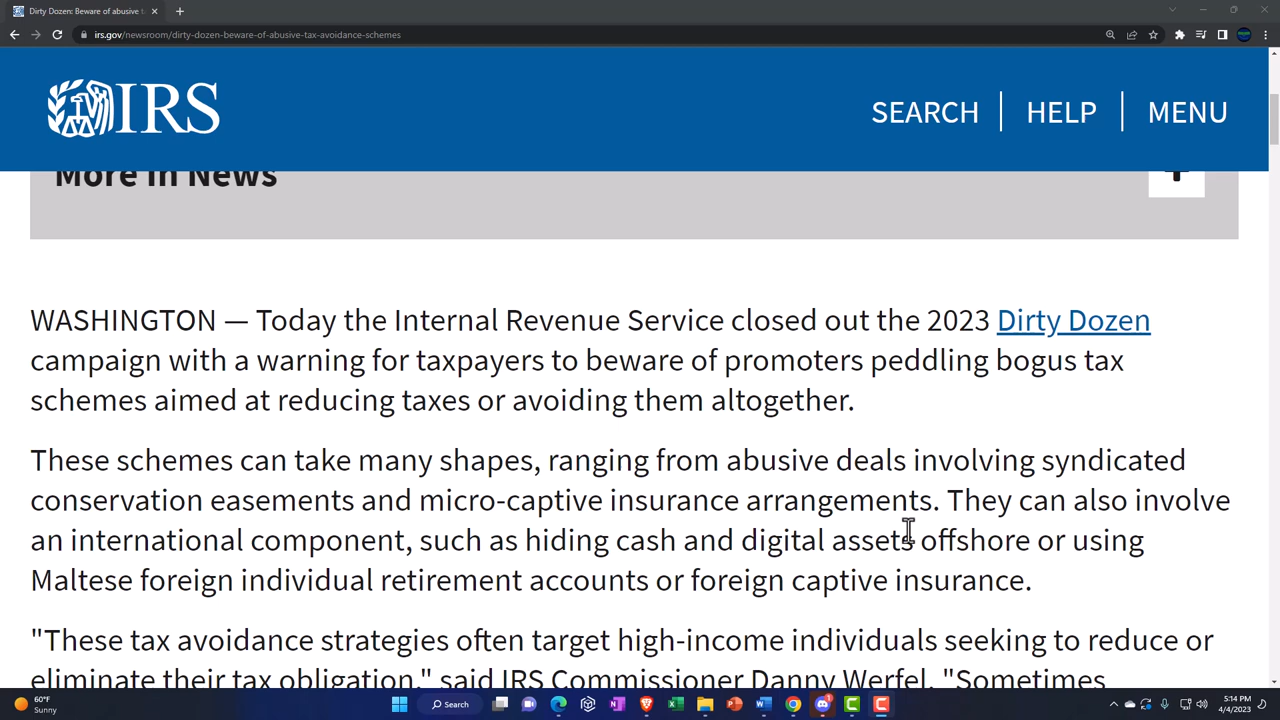 Dirty Dozen: Beware of abusive t
irs.gov/newsroom/dirty-dozen-beware-of-abusive-tax-avoidance-schemes
IRS
SEARCH HELP MENU
More In News
WASHINGTON — Today the Internal Revenue Service closed out the 2023 Dirty Dozen
campaign with a warning for taxpayers to beware of promoters peddling bogus tax
schemes aimed at reducing taxes or avoiding them altogether.
These schemes can take many shapes, ranging from abusive deals involving syndicated
conservation easements and micro-captive insurance arrangements. They can also involve
an international component, such as hiding cash and digital assets offshore or using
Maltese foreign individual retirement accounts or foreign captive insurance.
"These tax avoidance strategies often target high-income individuals seeking to reduce or
eliminate their tax obligation," said IRS Commissioner Danny Werfel. "Sometimes
60°F
Sunny
Search
5:14 PM
4/4/2023